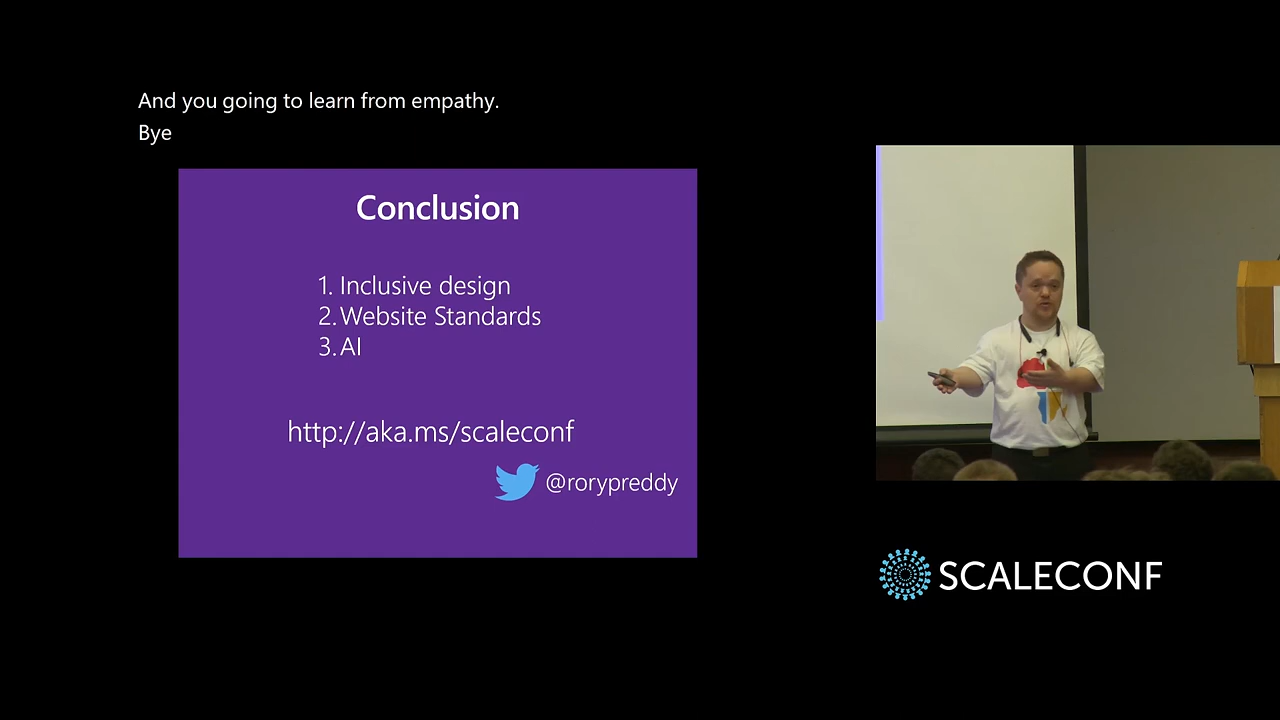 And you going to learn from empathy.
Bye
Conclusion
1. Inclusive design
2. Website Standards
3. AI
http://aka.ms/scaleconf
@rorypreddy
SCALECONF